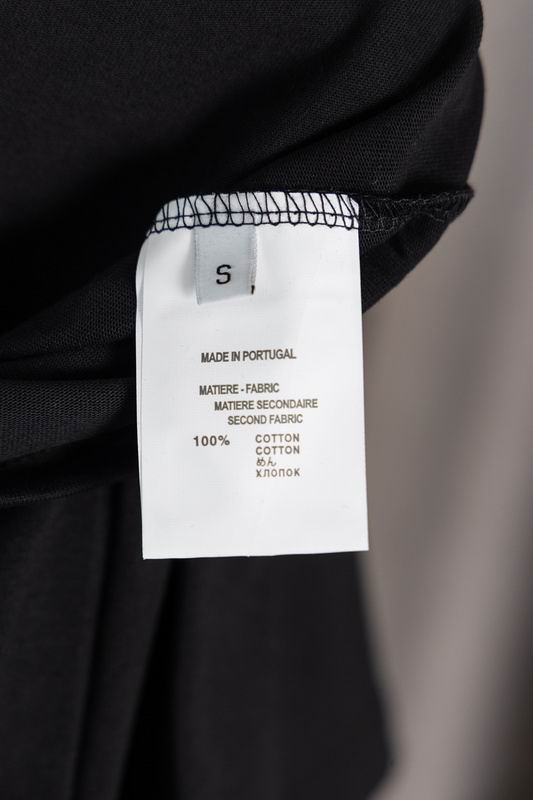 S
MADE IN PORTUGAL
MATIERE - FABRIC
MATIERE SECONDAIRE
SECOND FABRIC
100% COTTON
COTTON
めん
ХЛОПОК